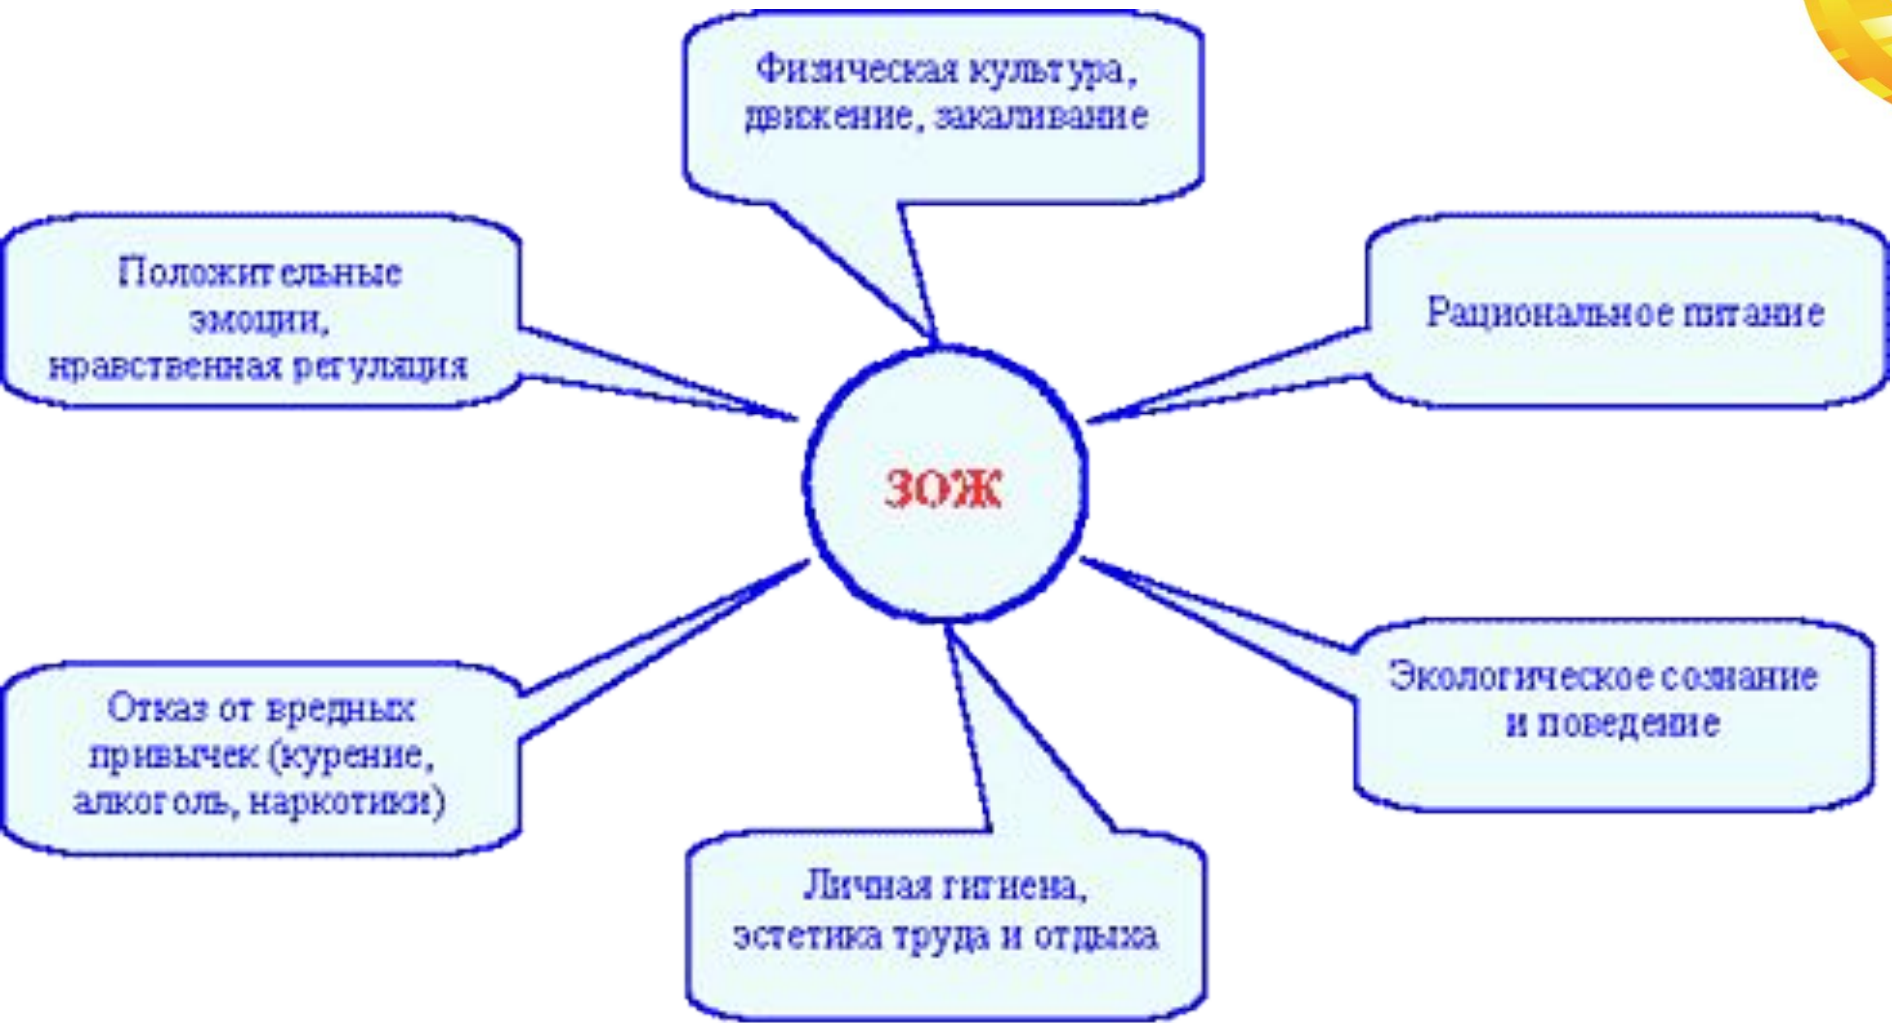 Физическая культура,
движение, закаливание
Положительные
эмоции,
нравственная регуляция
Рациональное питание
ЗОЖ
Отказ от вредных
привычек (курение,
алкоголь, наркотики)
Экологическое сознание
и поведение
Личная гигиена,
эстетика труда и отдыха